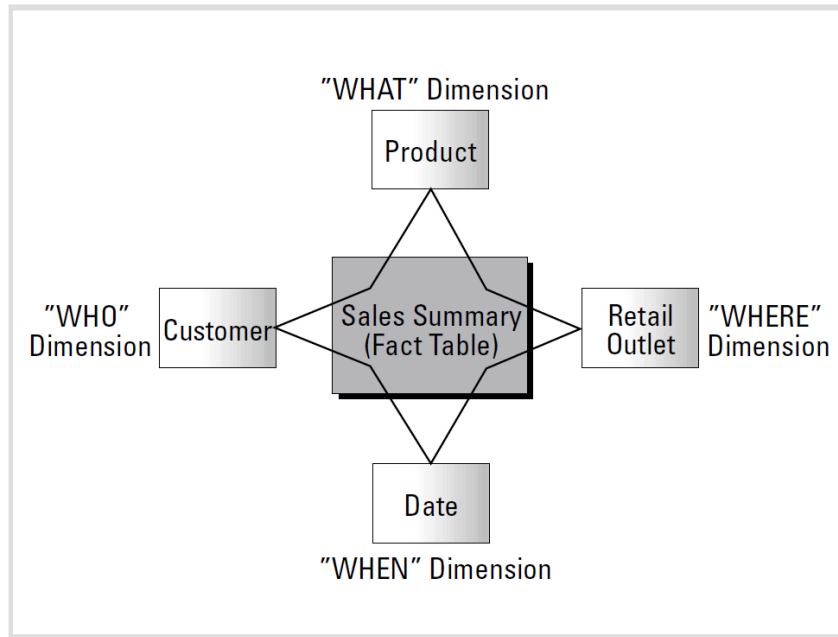 "WHAT" Dimension
Product
"WHO"
Dimension
Customer
Sales Summary
(Fact Table)
Retail
Outlet
"WHERE"
Dimension
Date
"WHEN" Dimension